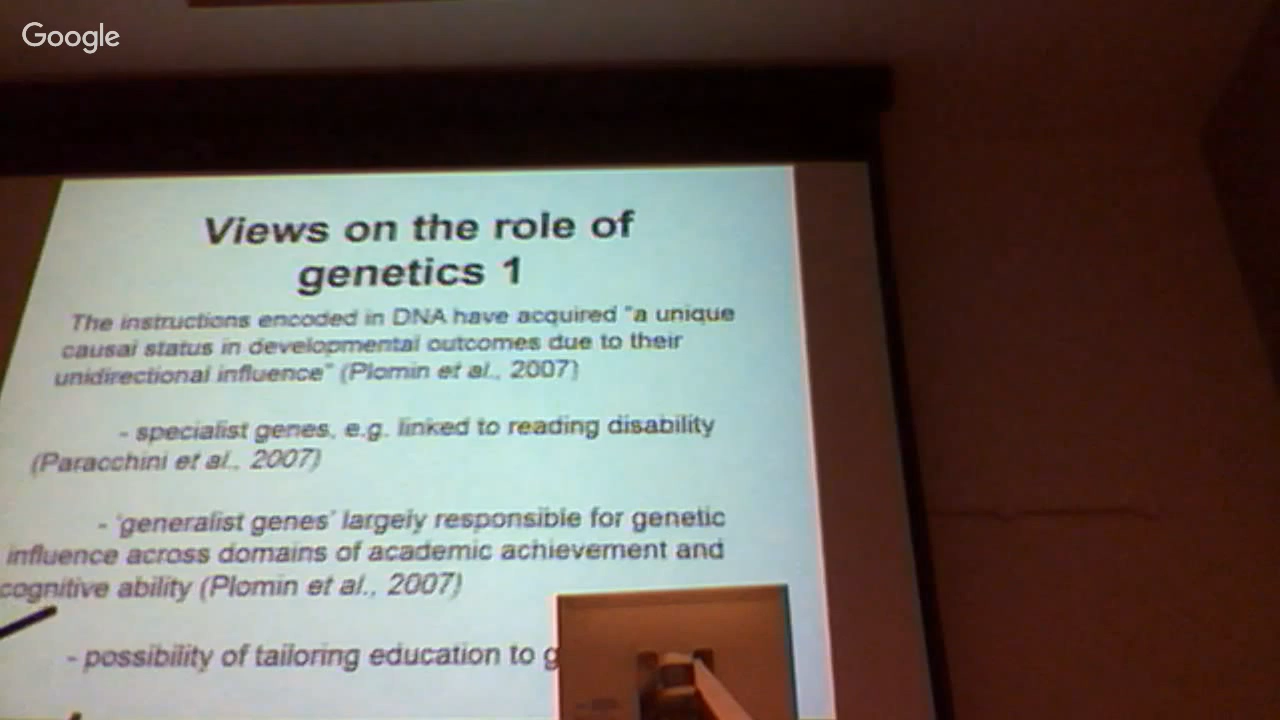 Google
Views on the role of
genetics 1
The instructions encoded in DNA have acquired "a unique
causal status in developmental outcomes due to their
unidirectional influence" (Plomin et al., 2007)
- specialist genes, e.g. linked to reading disability
(Paracchini et al., 2007)
- 'generalist genes' largely responsible for genetic
influence across domains of academic achievement and
cognitive ability (Plomin et al., 2007)
- possibility of tailoring education to g